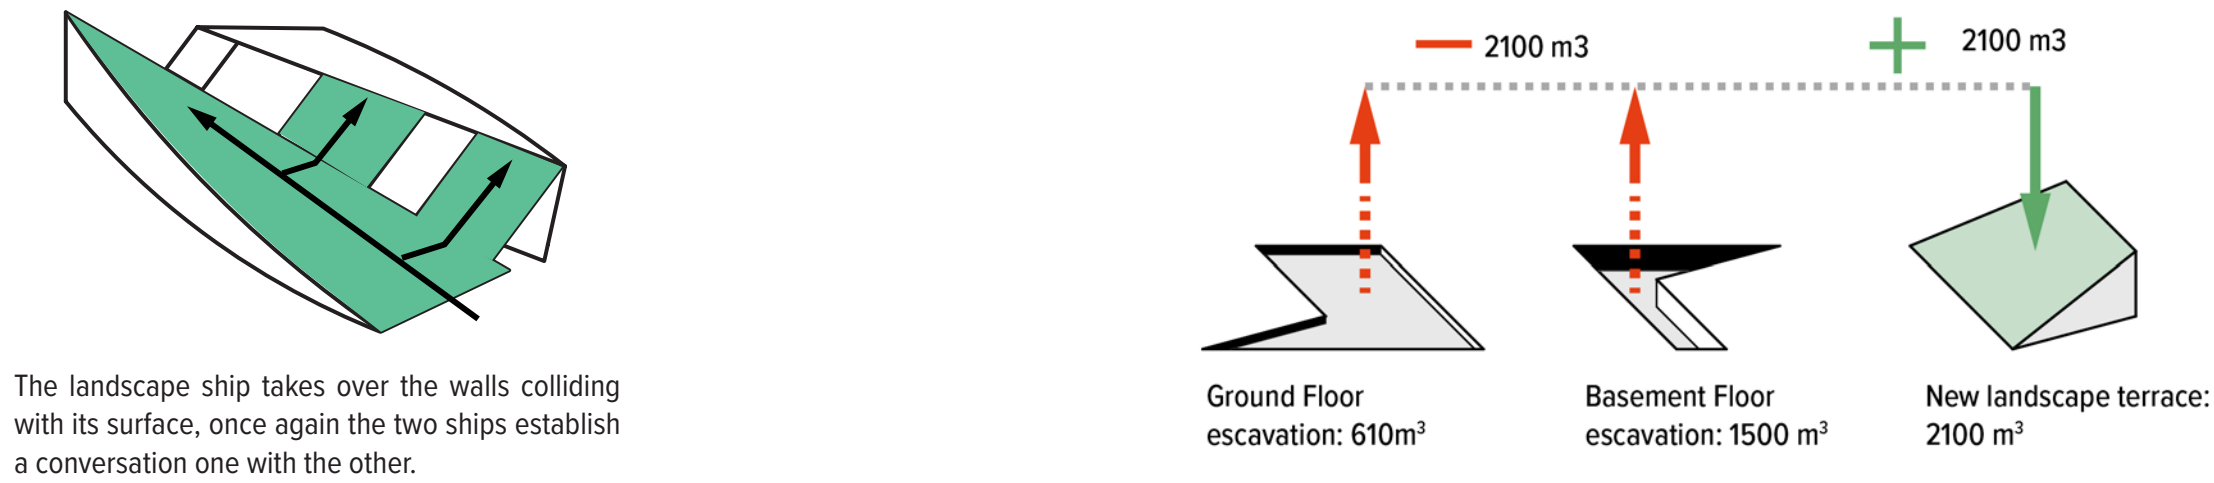 The landscape ship takes over the walls colliding
with its surface, once again the two ships establish
a conversation one with the other.
2100 m3
2100 m3
Ground Floor
escavation: 610m³
Basement Floor
escavation: 1500 m³
New landscape terrace:
2100 m³